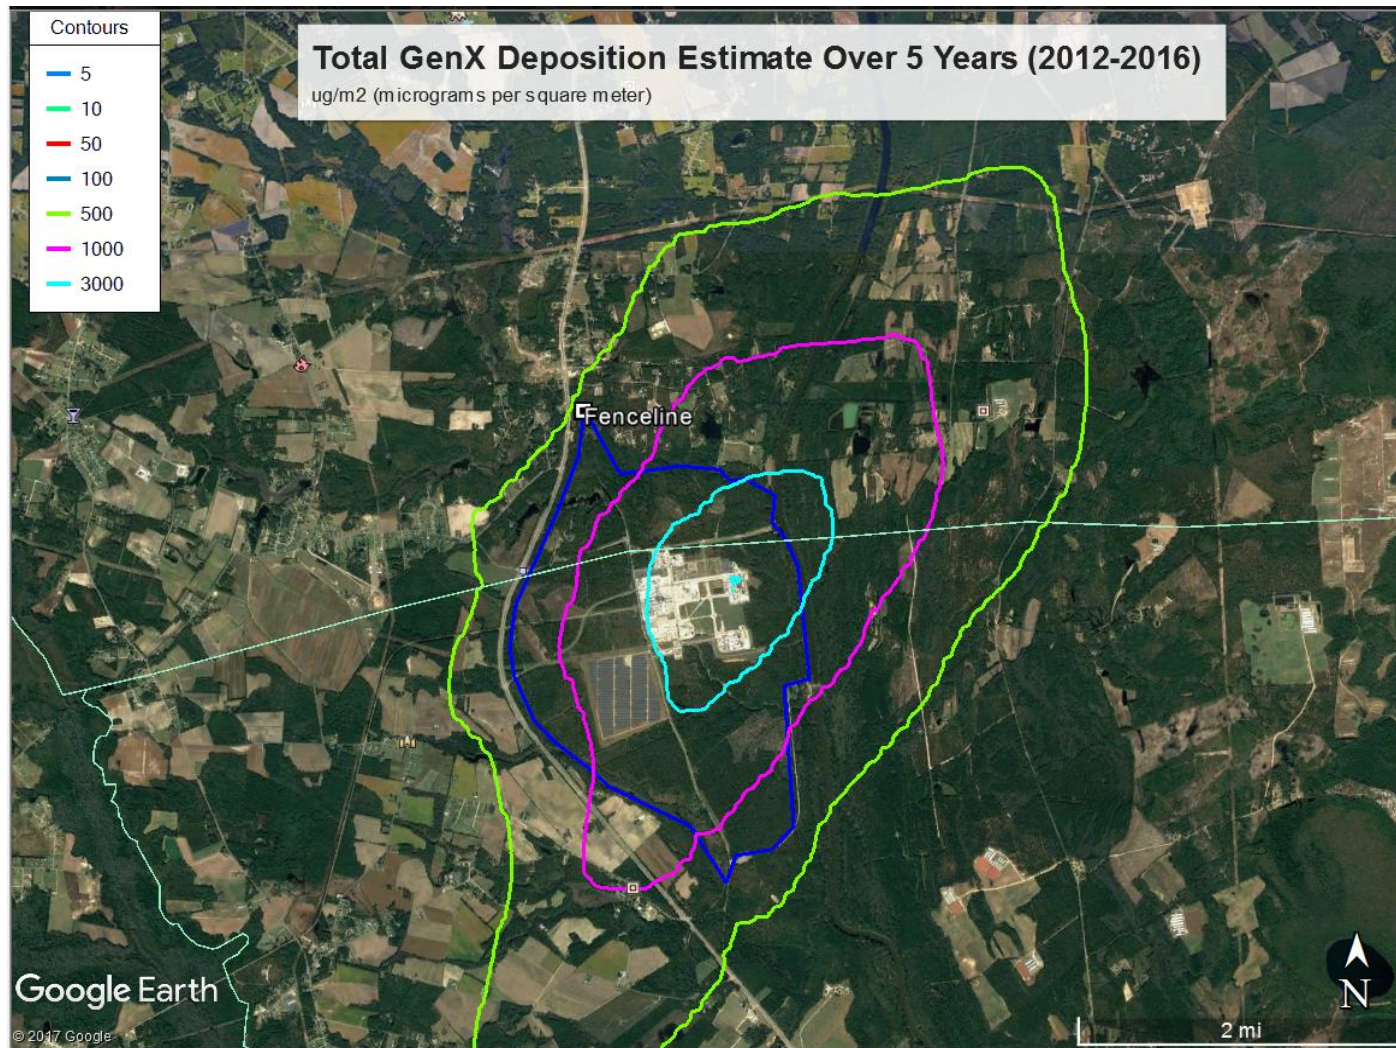 Contours
5
10
50
100
500
1000
3000
Total GenX Deposition Estimate Over 5 Years (2012-2016)
ug/m2 (micrograms per square meter)
Fenceline
Google Earth
© 2017 Google
N
2 mi